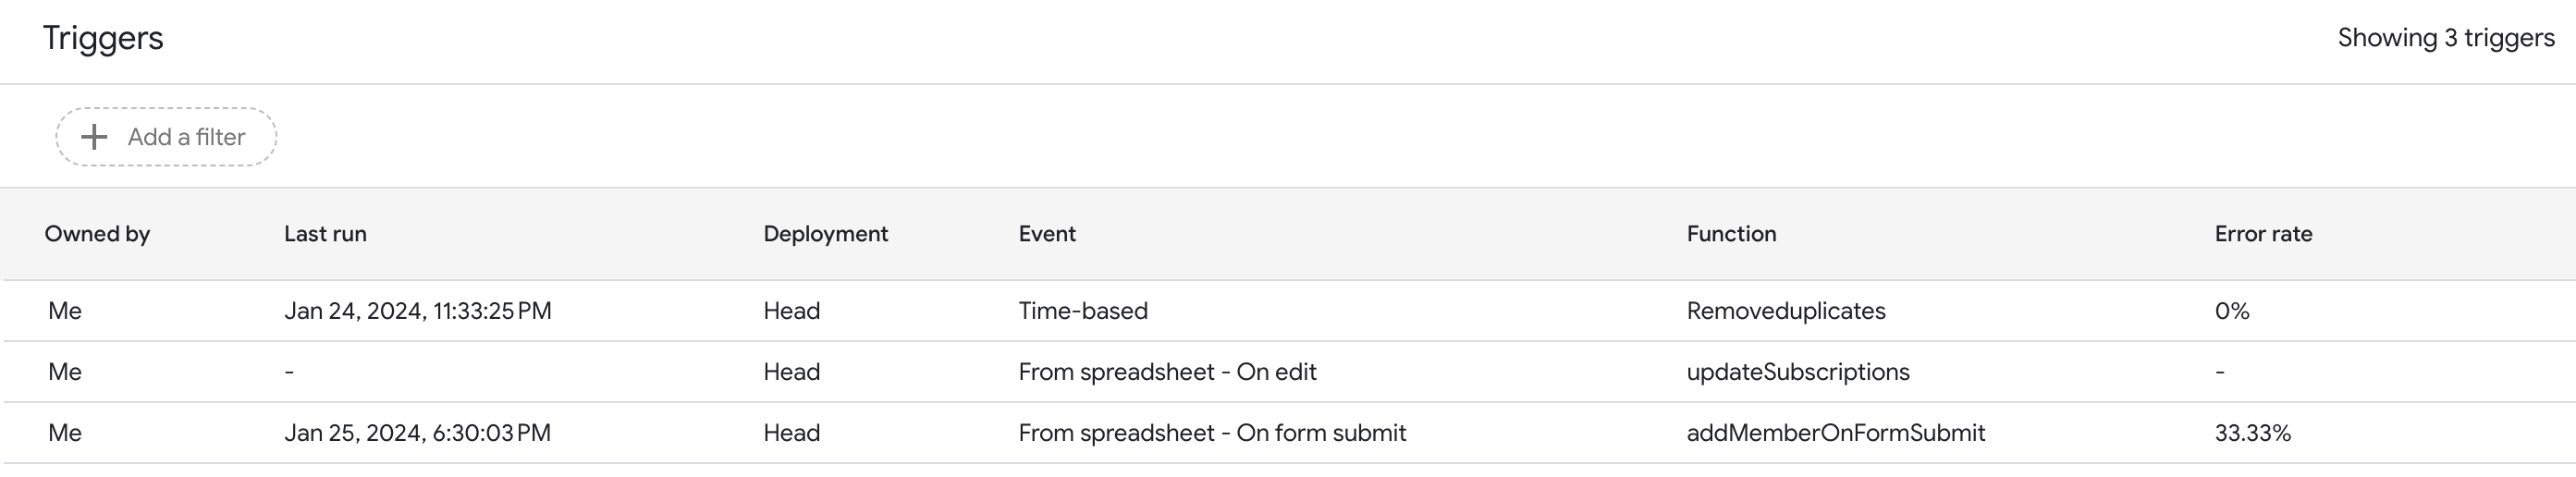 Triggers Showing 3 triggers
Add a filter
Owned by Last run Deployment Event Function Error rate
Me Jan 24, 2024, 11:33:25 PM Head Time-based Removeduplicates 0%
Me - Head From spreadsheet - On edit updateSubscriptions -
Me Jan 25, 2024, 6:30:03 PM Head From spreadsheet - On form submit addMemberOnFormSubmit 33.33%